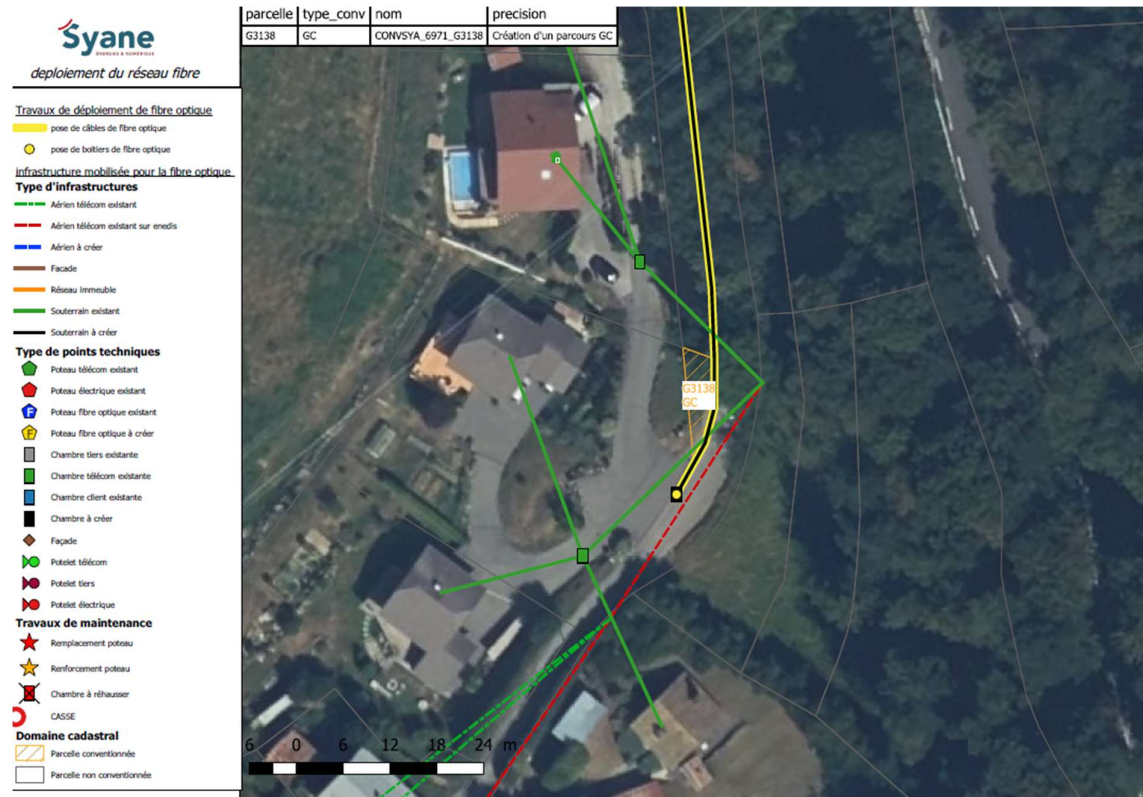 Syane
ÉNERGIES & NUMÉRIQUE
deploiement du réseau fibre
parcelle type_conv nom precision
G3138 GC CONVSYA_6971_G3138 Création d'un parcours GC
Travaux de déploiement de fibre optique
pose de câbles de fibre optique
pose de boîtiers de fibre optique
infrastructure mobilisée pour la fibre optique
Type d'infrastructures
Aérien télécom existant
Aérien télécom existant sur enedis
Aérien à créer
Facade
Réseau immeuble
Souterrain existant
Souterrain à créer
Type de points techniques
Poteau télécom existant
Poteau électrique existant
F Poteau fibre optique existant
F Poteau fibre optique à créer
Chambre tiers existante
Chambre télécom existante
Chambre client existante
Chambre à créer
Façade
Potelet télécom
Potelet tiers
Potelet électrique
Travaux de maintenance
Remplacement poteau
Renforcement poteau
Chambre à réhausser
CASSE
Domaine cadastral
Parcelle conventionnée
Parcelle non conventionnée
G3138
GC
6 0 6 12 18 24 m